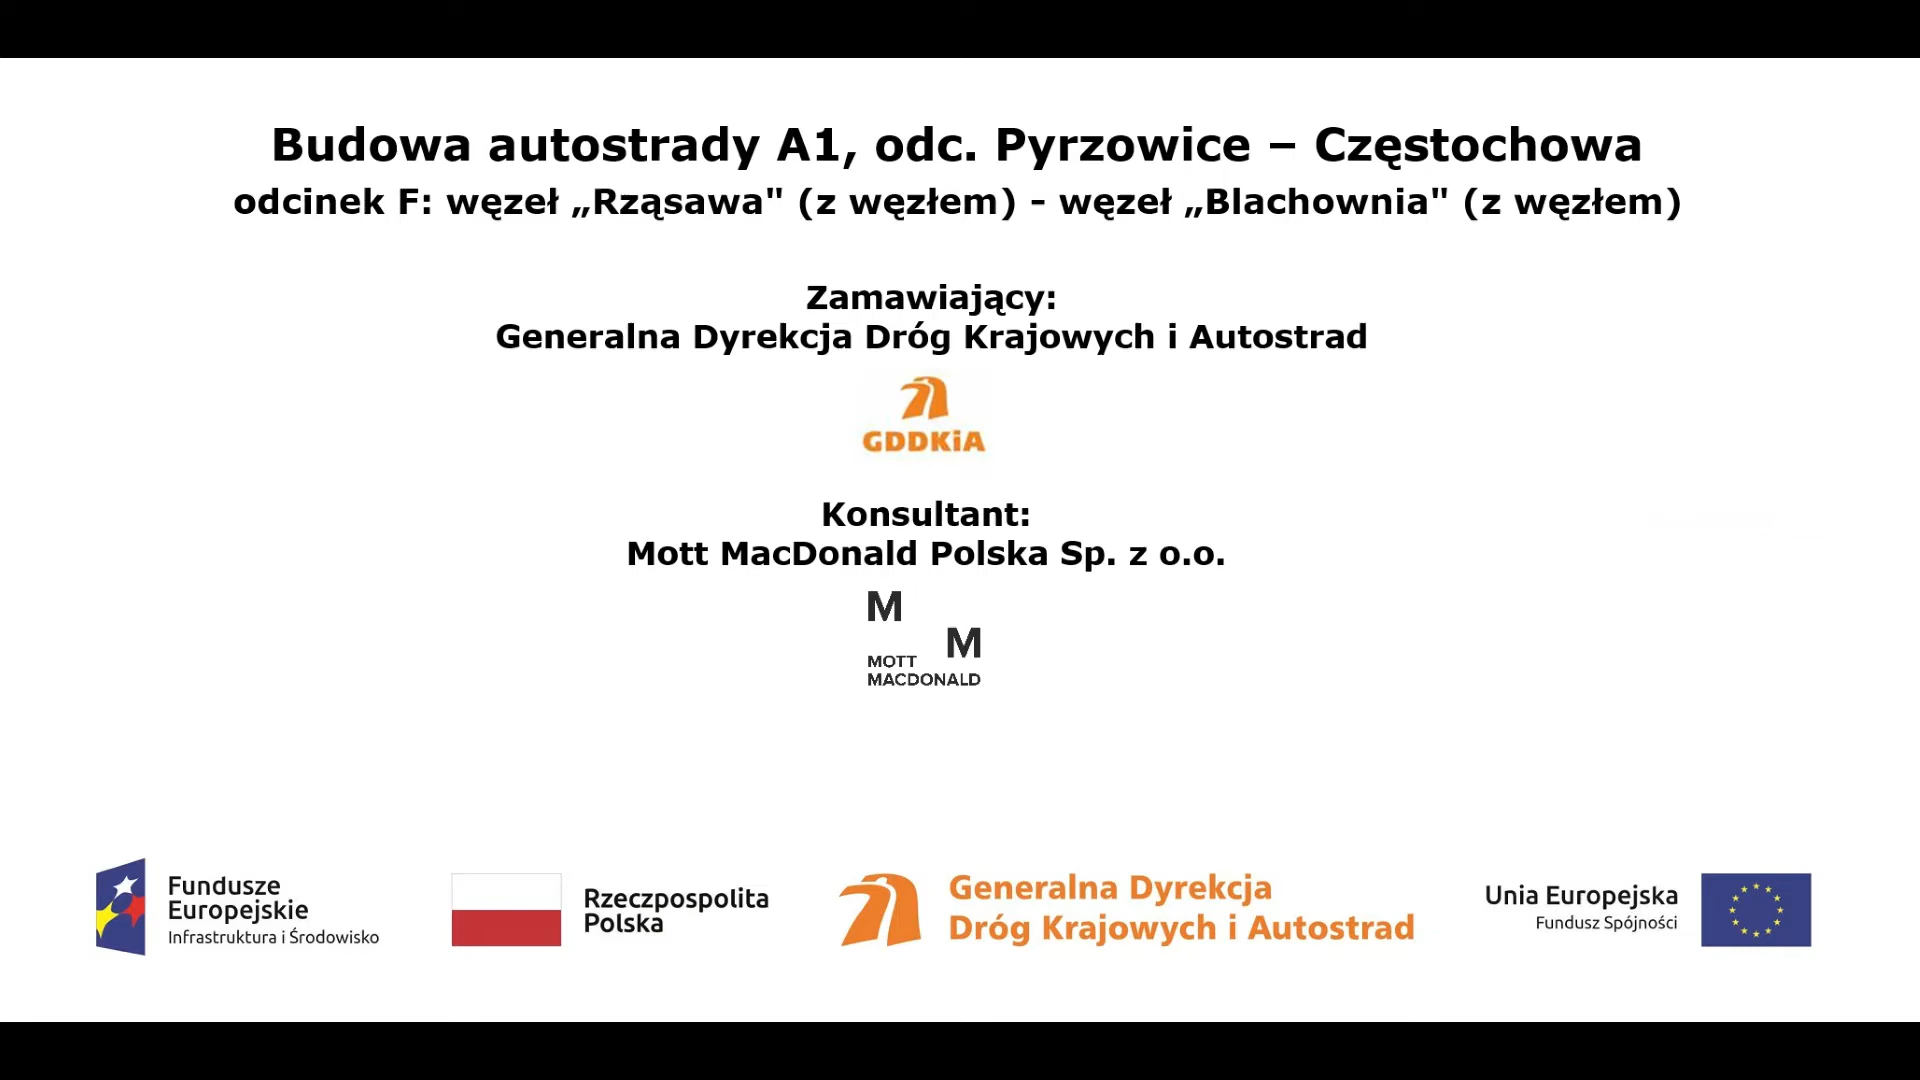 Budowa autostrady A1, odc. Pyrzowice – Częstochowa
odcinek F: węzeł „Rząsawa" (z węzłem) - węzeł „Blachownia" (z węzłem)
Zamawiający:
Generalna Dyrekcja Dróg Krajowych i Autostrad
GDDKiA
Konsultant:
Mott MacDonald Polska Sp. z o.o.
M
M
MOTT
MACDONALD
Fundusze
Europejskie
Infrastruktura i Środowisko
Rzeczpospolita
Polska
Generalna Dyrekcja
Dróg Krajowych i Autostrad
Unia Europejska
Fundusz Spójności